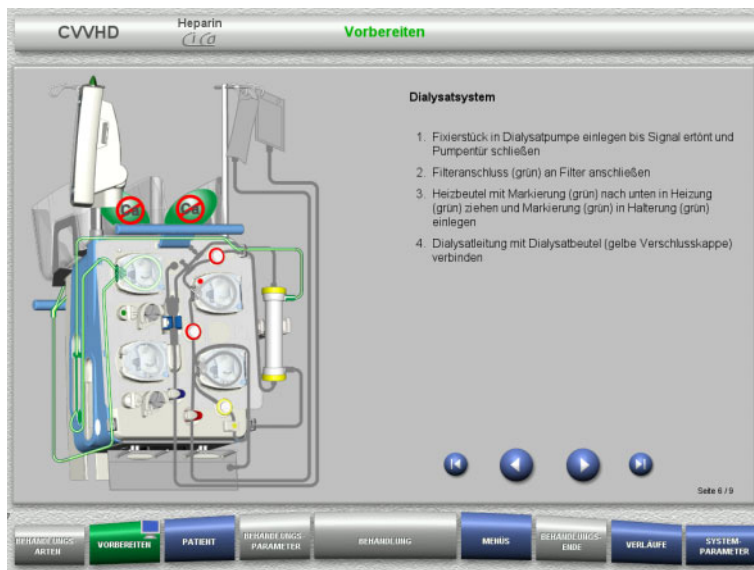 CVVHD
Heparin
Ci Ca
Vorbereiten
Dialysatsystem
1. Fixierstück in Dialysatpumpe einlegen bis Signal ertönt und
Pumpentür schließen
2. Filteranschluss (grün) an Filter anschließen
3. Heizbeutel mit Markierung (grün) nach unten in Heizung
(grün) ziehen und Markierung (grün) in Halterung (grün)
einlegen
4. Dialysatleitung mit Dialysatbeutel (gelbe Verschlusskappe)
verbinden
Ca
Ca
Seite 6 / 9
BEHANDLUNGS-
ARTEN
VORBEREITEN
PATIENT
BEHANDLUNGS-
PARAMETER
BEHANDLUNG
MENÜS
BEHANDLUNGS-
ENDE
VERLÄUFE
SYSTEM-
PARAMETER